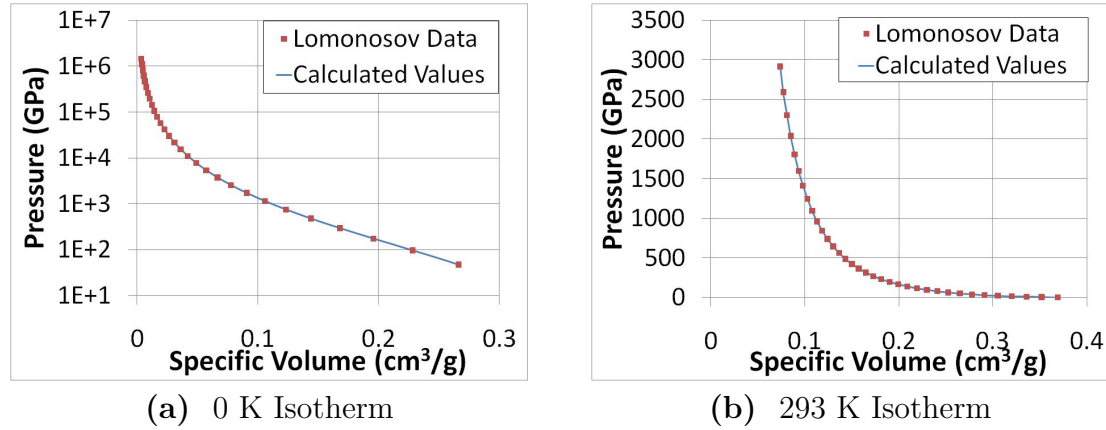 1E+7
1E+6
1E+5
1E+4
1E+3
1E+2
1E+1
Pressure (GPa)
Lomonosov Data
Calculated Values
0 0.1 0.2 0.3
Specific Volume (cm³/g)
(a) 0 K Isotherm
3500
3000
2500
2000
1500
1000
500
0
Pressure (GPa)
Lomonosov Data
Calculated Values
0 0.1 0.2 0.3 0.4
Specific Volume (cm³/g)
(b) 293 K Isotherm